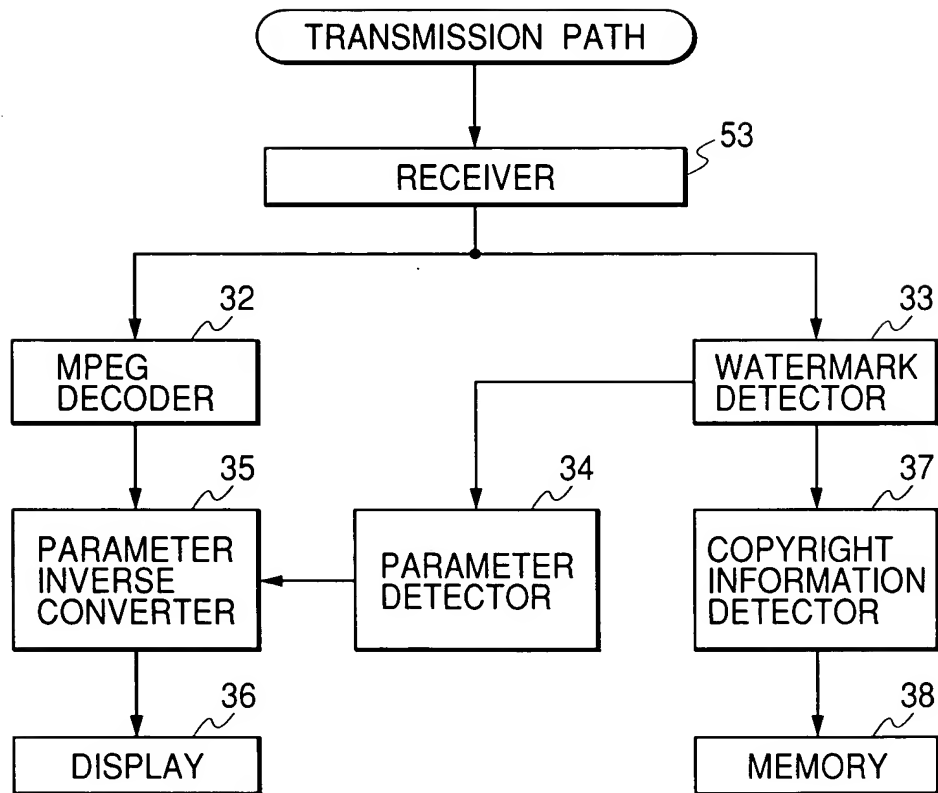 TRANSMISSION PATH
53
RECEIVER
32
33
MPEG
DECODER
WATERMARK
DETECTOR
35
34
37
PARAMETER
INVERSE
CONVERTER
PARAMETER
DETECTOR
COPYRIGHT
INFORMATION
DETECTOR
36
38
DISPLAY
MEMORY